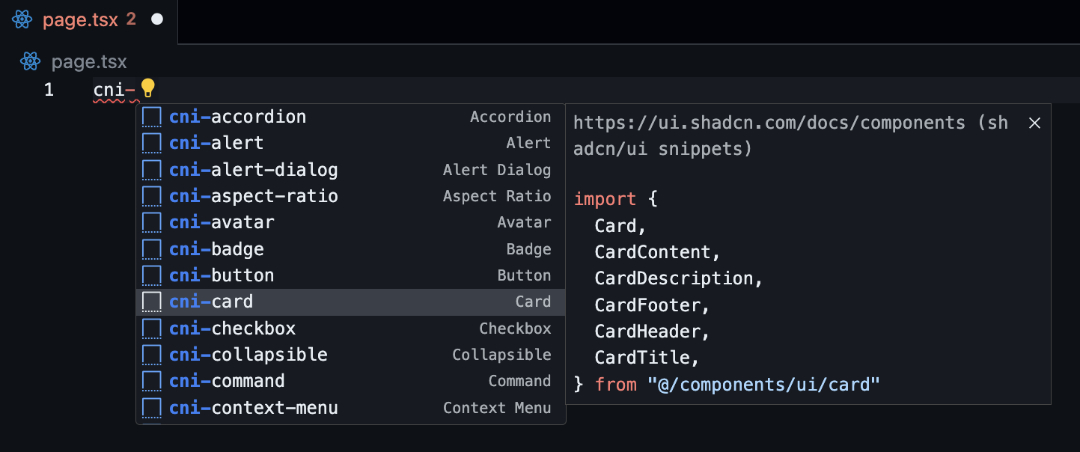 page.tsx 2
page.tsx
1 cni-
cni-accordion Accordion
cni-alert Alert
cni-alert-dialog Alert Dialog
cni-aspect-ratio Aspect Ratio
cni-avatar Avatar
cni-badge Badge
cni-button Button
cni-card Card
cni-checkbox Checkbox
cni-collapsible Collapsible
cni-command Command
cni-context-menu Context Menu
https://ui.shadcn.com/docs/components (sh
adcn/ui snippets)
import {
  Card,
  CardContent,
  CardDescription,
  CardFooter,
  CardHeader,
  CardTitle,
} from "@/components/ui/card"